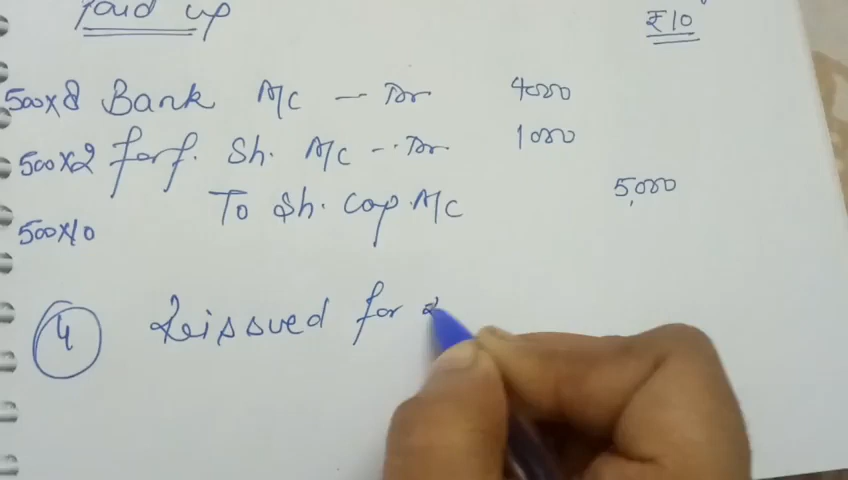 Paid up
₹10
500x8 Bank A/C — Dr 4000
500x2 forf. Sh. A/C -- Dr 1000
500x10 To Sh. Cap. A/C 5,000
4 Reissued for